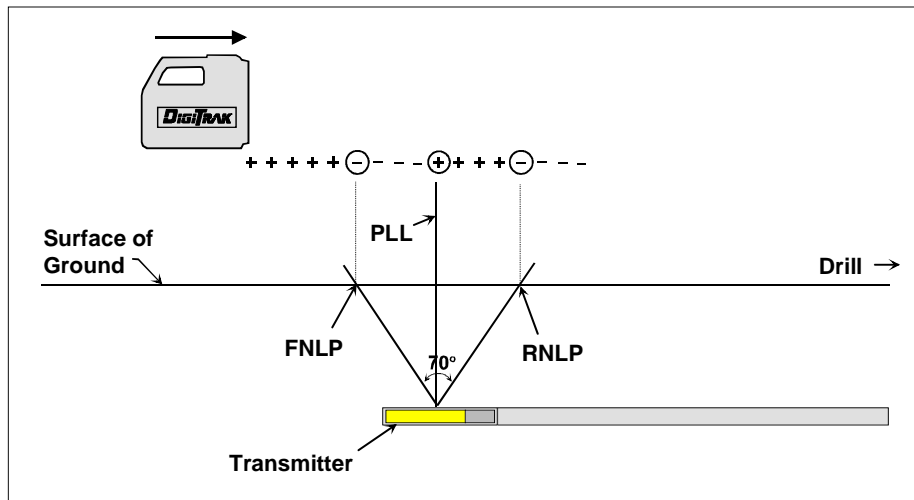 DIGITRAK
+ + + + + - - - - + + + + - - - -
PLL
Surface of
Ground
Drill
FNLP
RNLP
70°
Transmitter